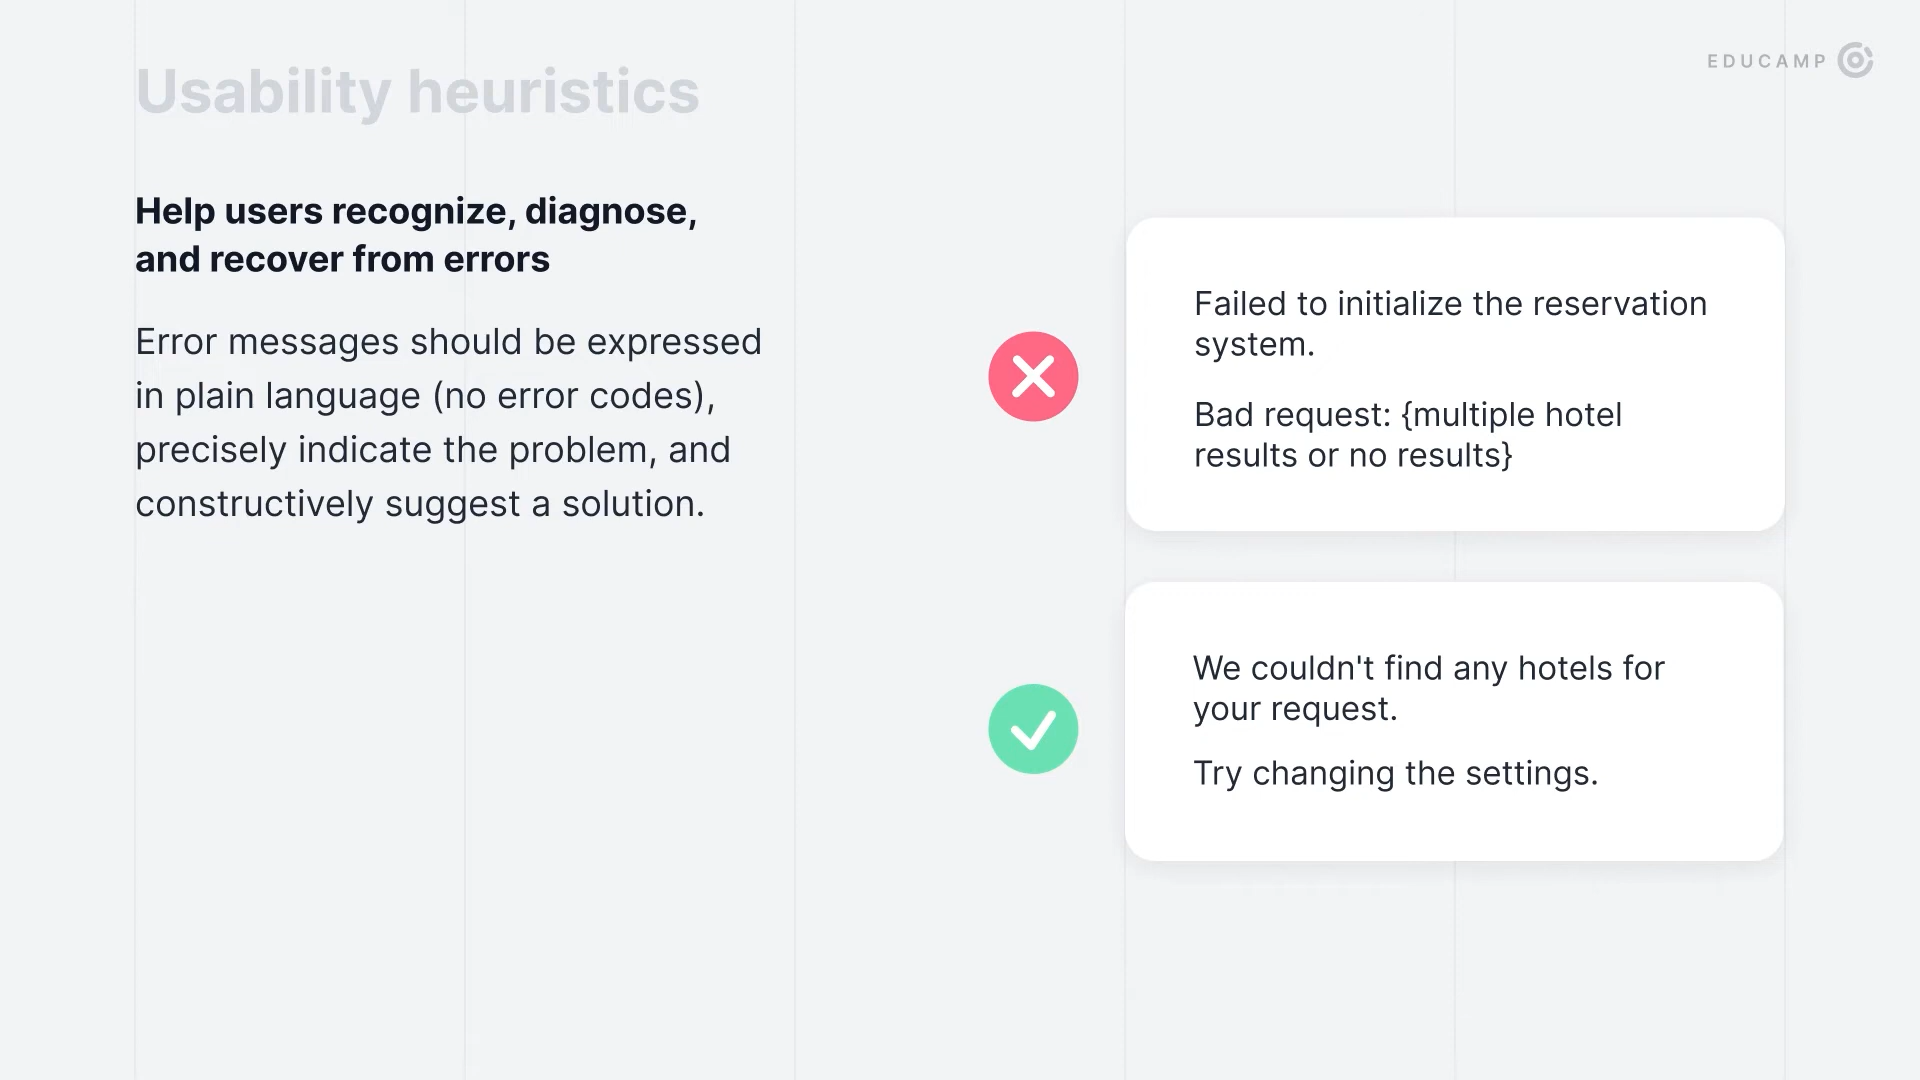 Usability heuristics
EDUCAMP
Help users recognize, diagnose,
and recover from errors
Error messages should be expressed
in plain language (no error codes),
precisely indicate the problem, and
constructively suggest a solution.
Failed to initialize the reservation
system.
Bad request: {multiple hotel
results or no results}
We couldn't find any hotels for
your request.
Try changing the settings.